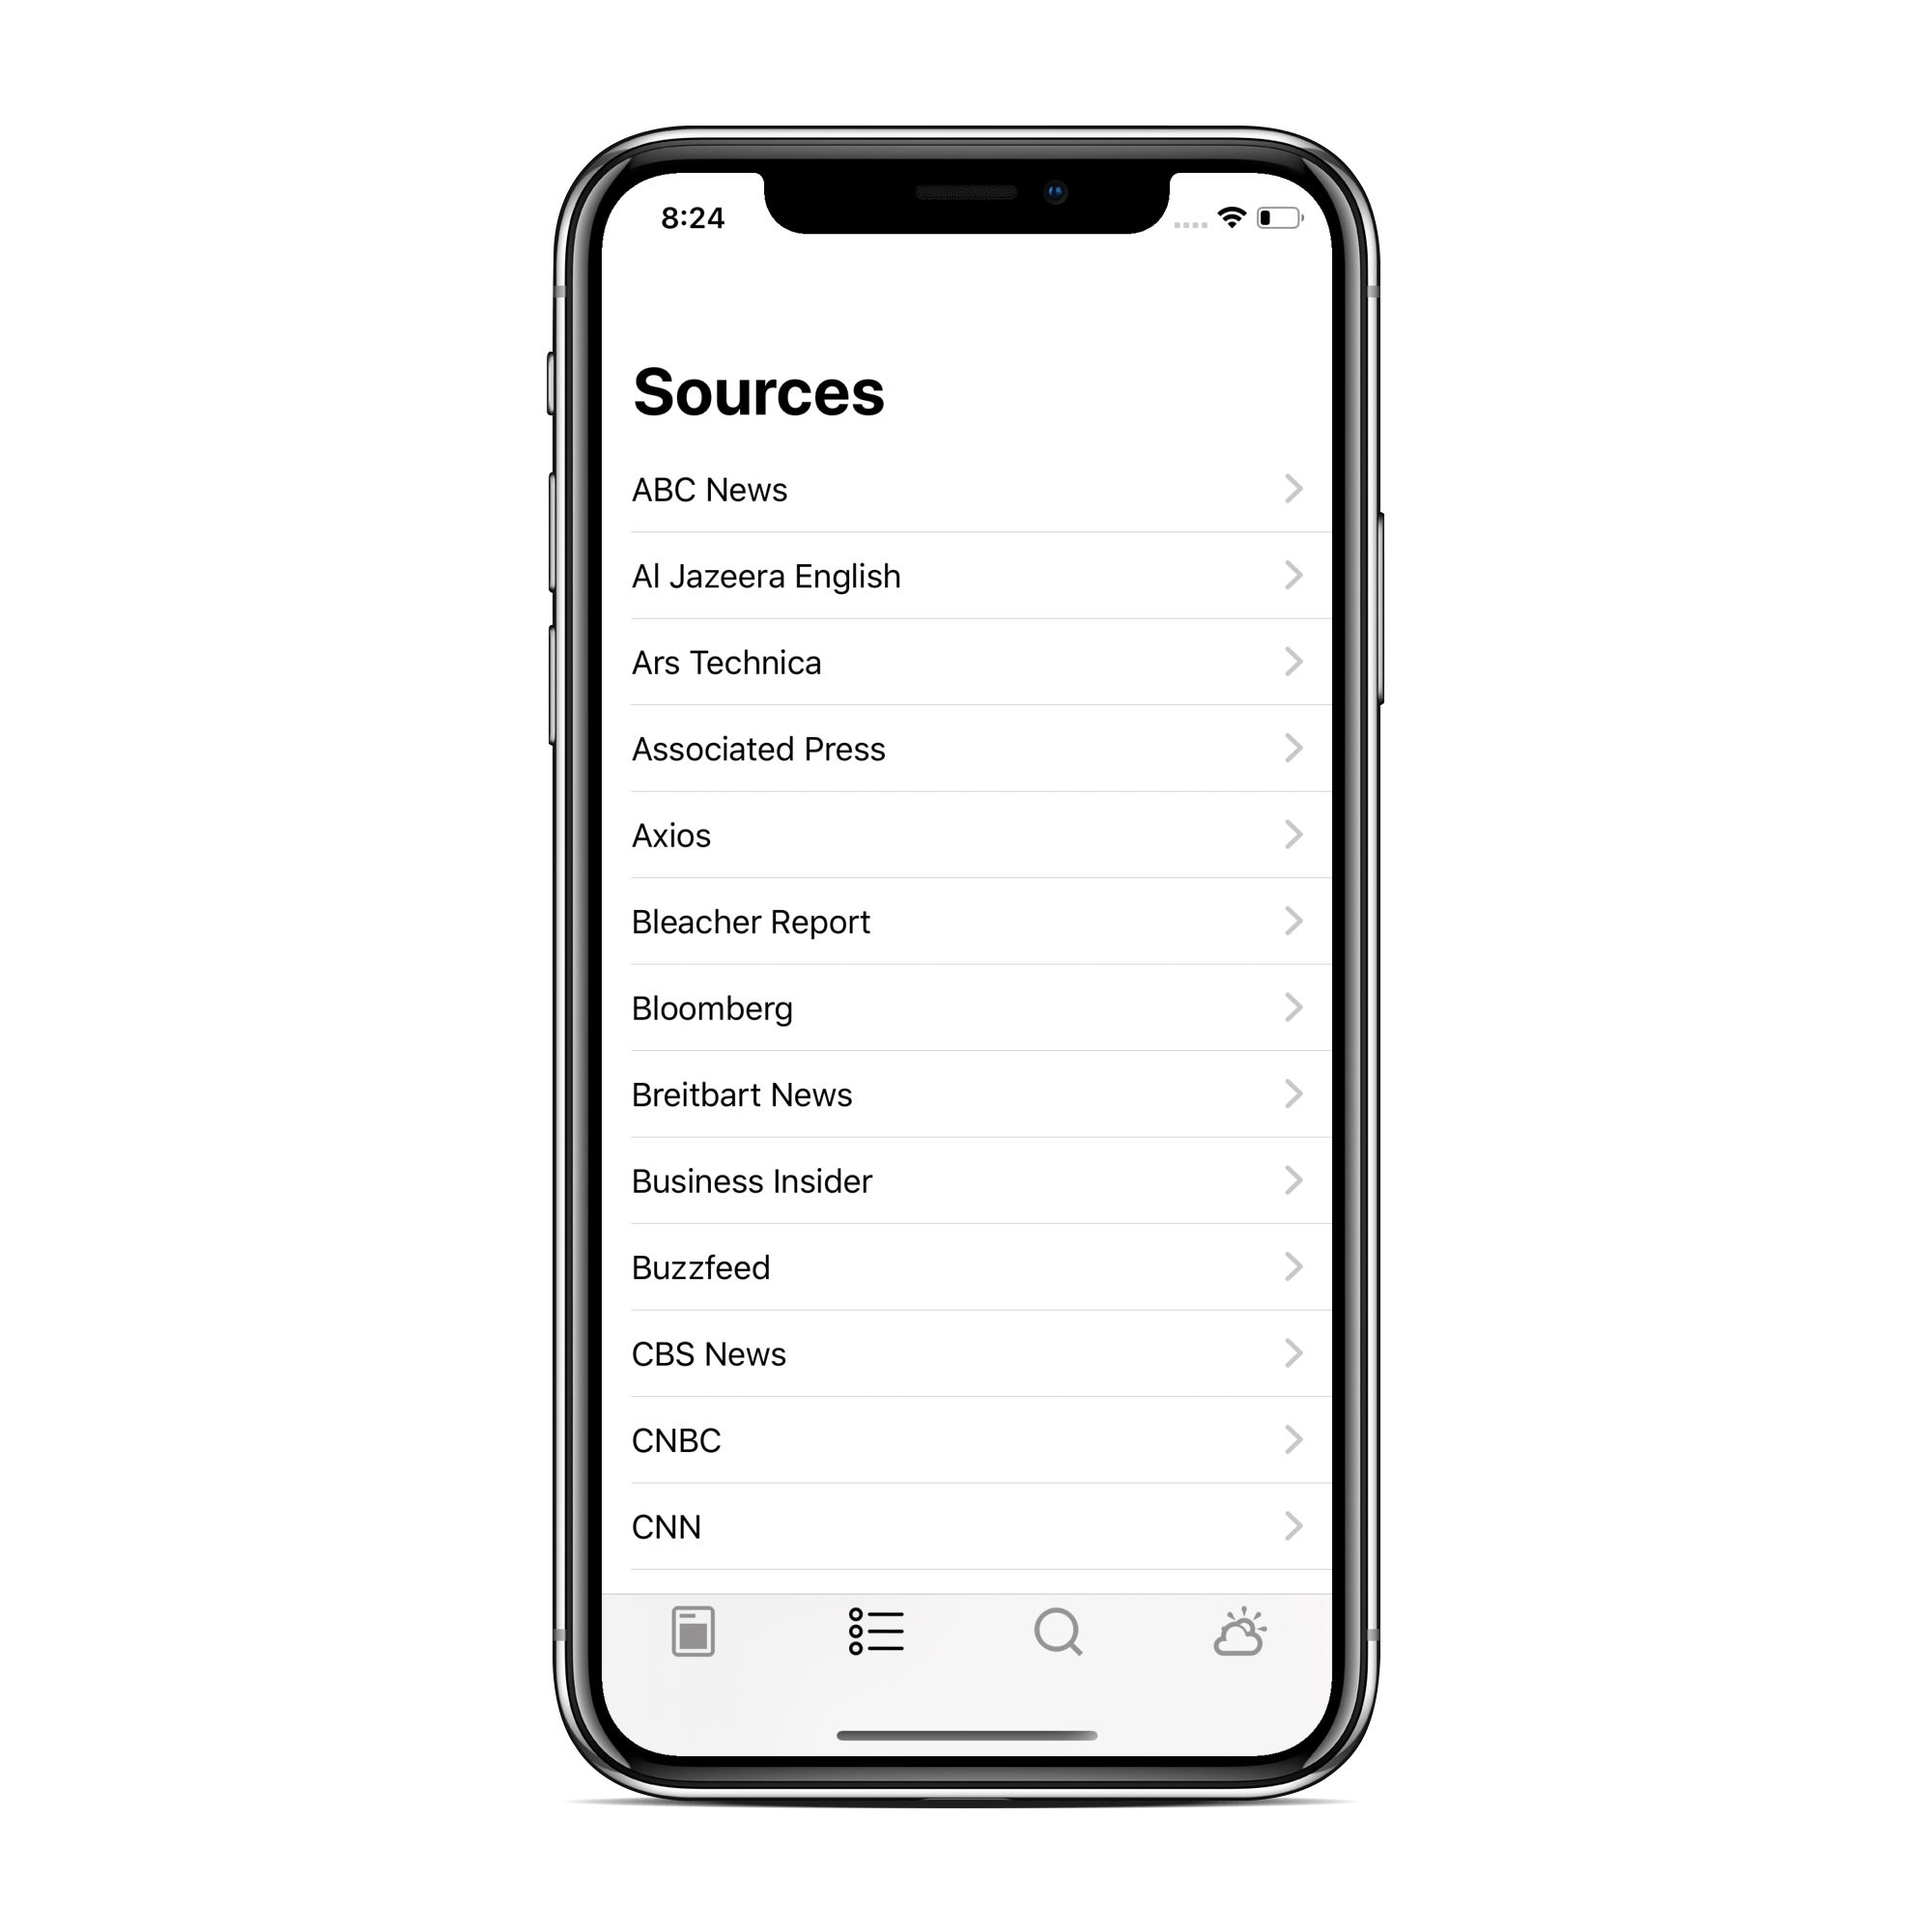 8:24
Sources
ABC News
Al Jazeera English
Ars Technica
Associated Press
Axios
Bleacher Report
Bloomberg
Breitbart News
Business Insider
Buzzfeed
CBS News
CNBC
CNN